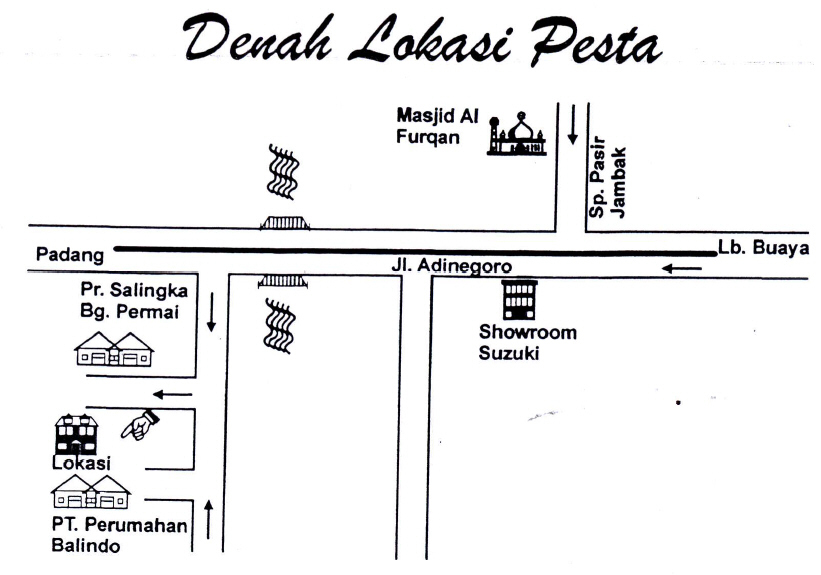 Denah Lokasi Pesta
Masjid Al
Furqan
Sp. Pasir
Jambak
Padang
Lb. Buaya
Jl. Adinegoro
Pr. Salingka
Bg. Permai
Showroom
Suzuki
Lokasi
PT. Perumahan
Balindo